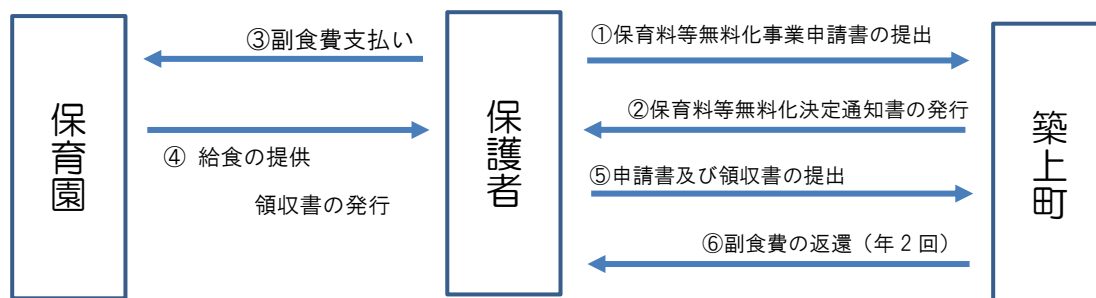 保育園
③副食費支払い
④ 給食の提供
領収書の発行
保護者
①保育料等無料化事業申請書の提出
②保育料等無料化決定通知書の発行
⑤申請書及び領収書の提出
⑥副食費の返還（年２回）
築上町